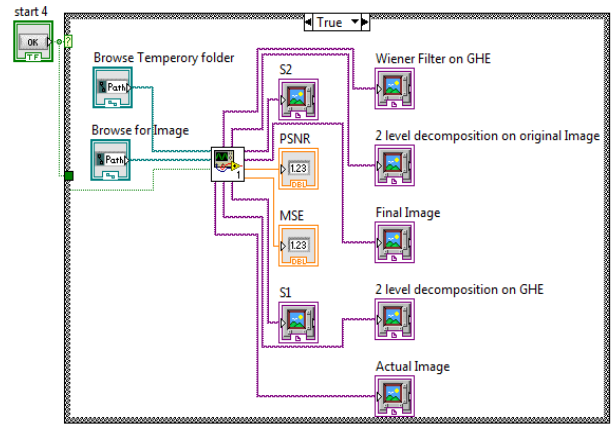 start 4
OK
TF
?
True
Browse Temperory folder
Path
Browse for Image
Path
1
S2
PSNR
1.23
DBL
MSE
1.23
DBL
S1
Wiener Filter on GHE
2 level decomposition on original Image
Final Image
2 level decomposition on GHE
Actual Image